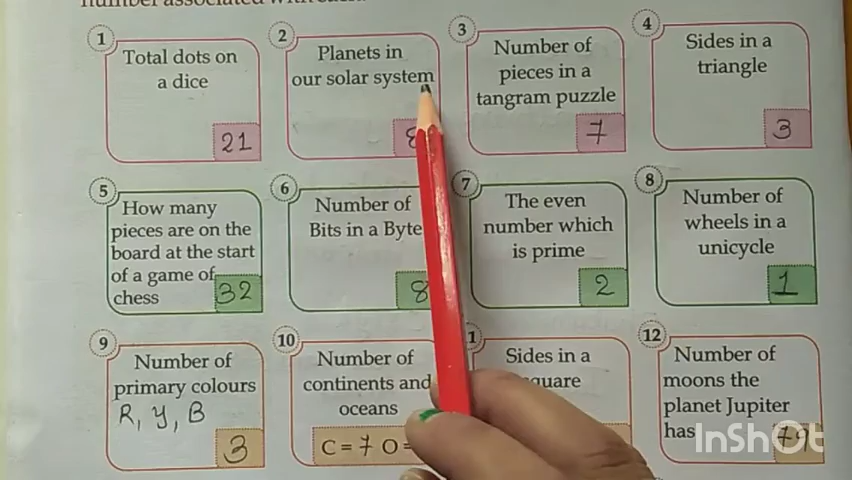 1
Total dots on
a dice
21
2
Planets in
our solar system
3
Number of
pieces in a
tangram puzzle
7
4
Sides in a
triangle
3
5
How many
pieces are on the
board at the start
of a game of
chess
32
6
Number of
Bits in a Byte
8
7
The even
number which
is prime
2
8
Number of
wheels in a
unicycle
1
9
Number of
primary colours
R, Y, B
3
10
Number of
continents and
oceans
C = 7 O =
Sides in a
12
Number of
moons the
planet Jupiter
has
79
InShOt